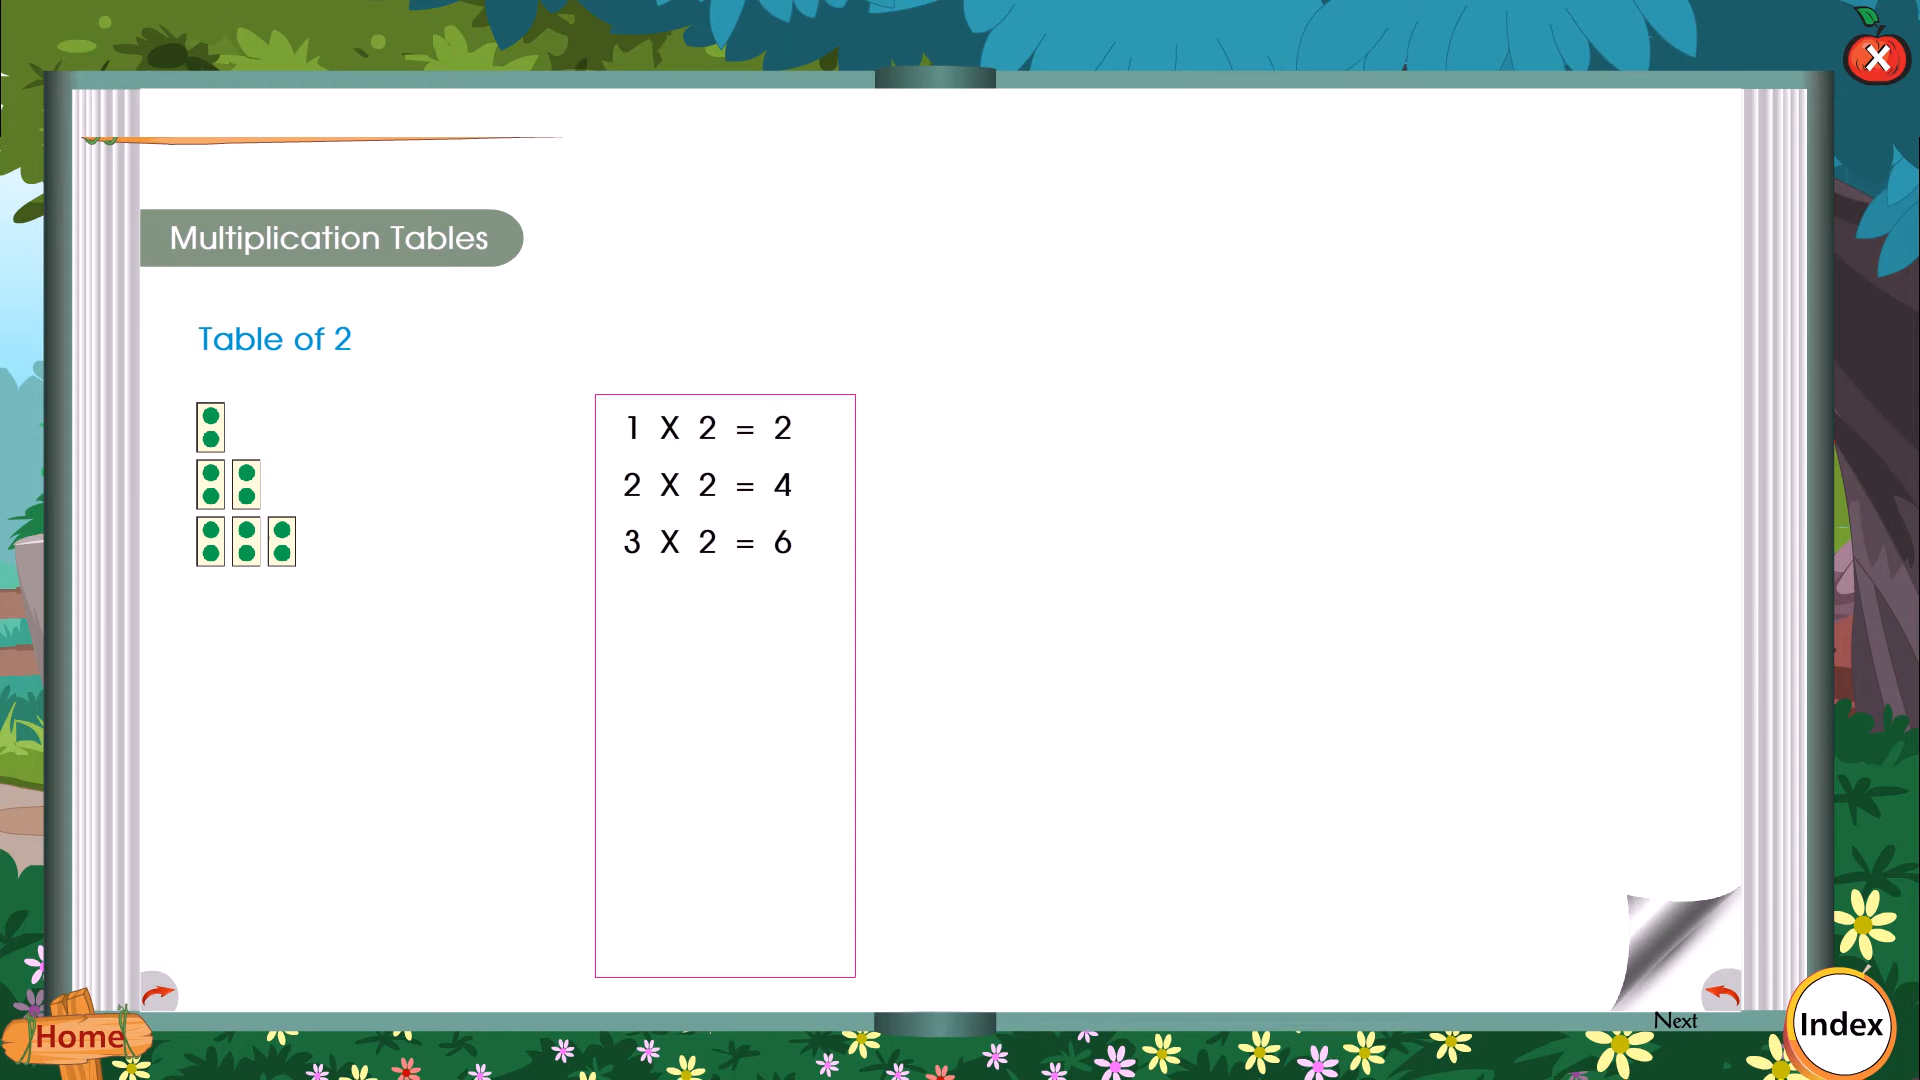 Multiplication Tables
Table of 2
1 X 2 = 2
2 X 2 = 4
3 X 2 = 6
Next
Home
Index